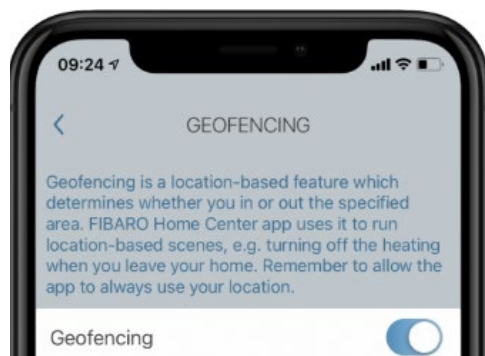 09:24
GEOFENCING
Geofencing is a location-based feature which
determines whether you in or out the specified
area. FIBARO Home Center app uses it to run
location-based scenes, e.g. turning off the heating
when you leave your home. Remember to allow the
app to always use your location.
Geofencing